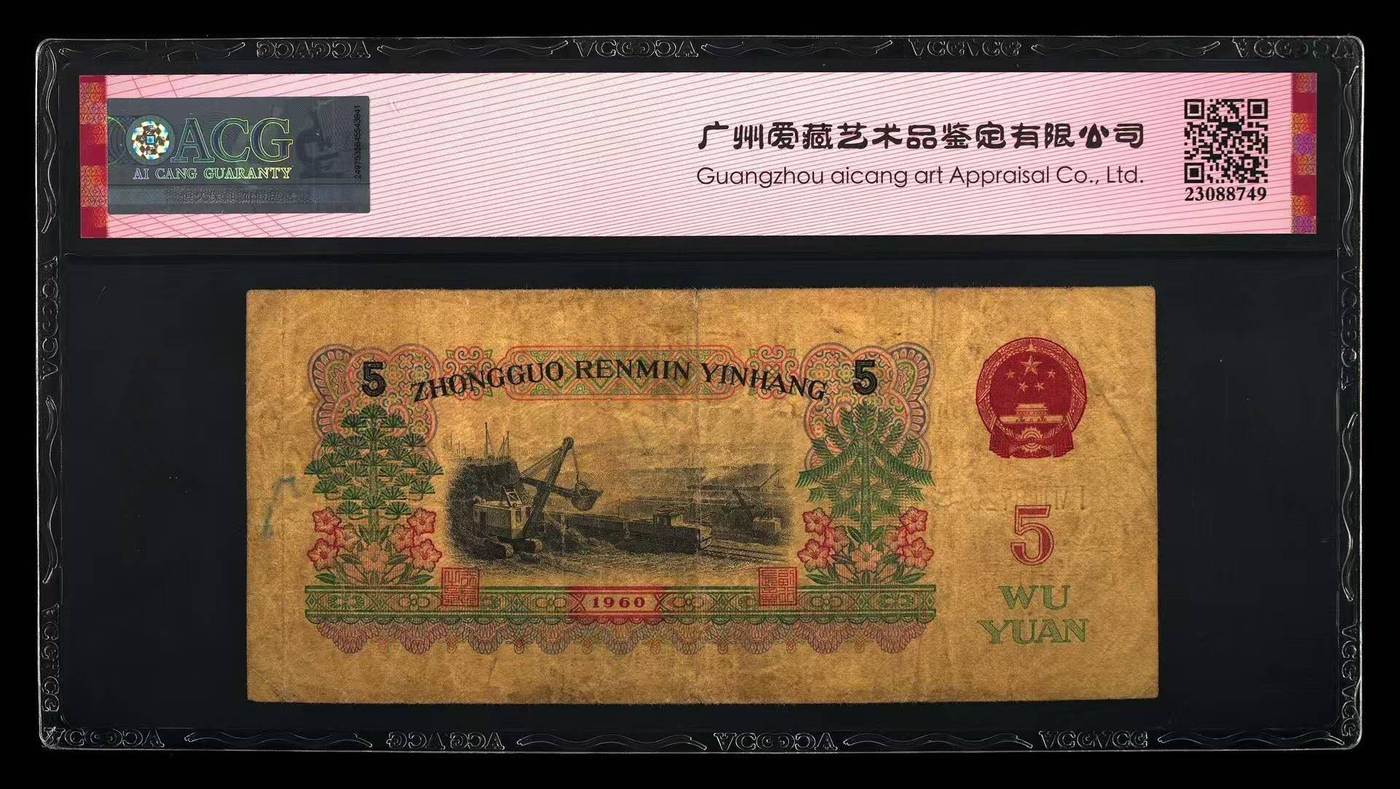 ACG
AI CANG GUARANTY
广州爱藏艺术品鉴定有限公司
Guangzhou aicang art Appraisal Co., Ltd.
23088749
5 ZHONGGUO RENMIN YINHANG 5
5
WU
YUAN
1960